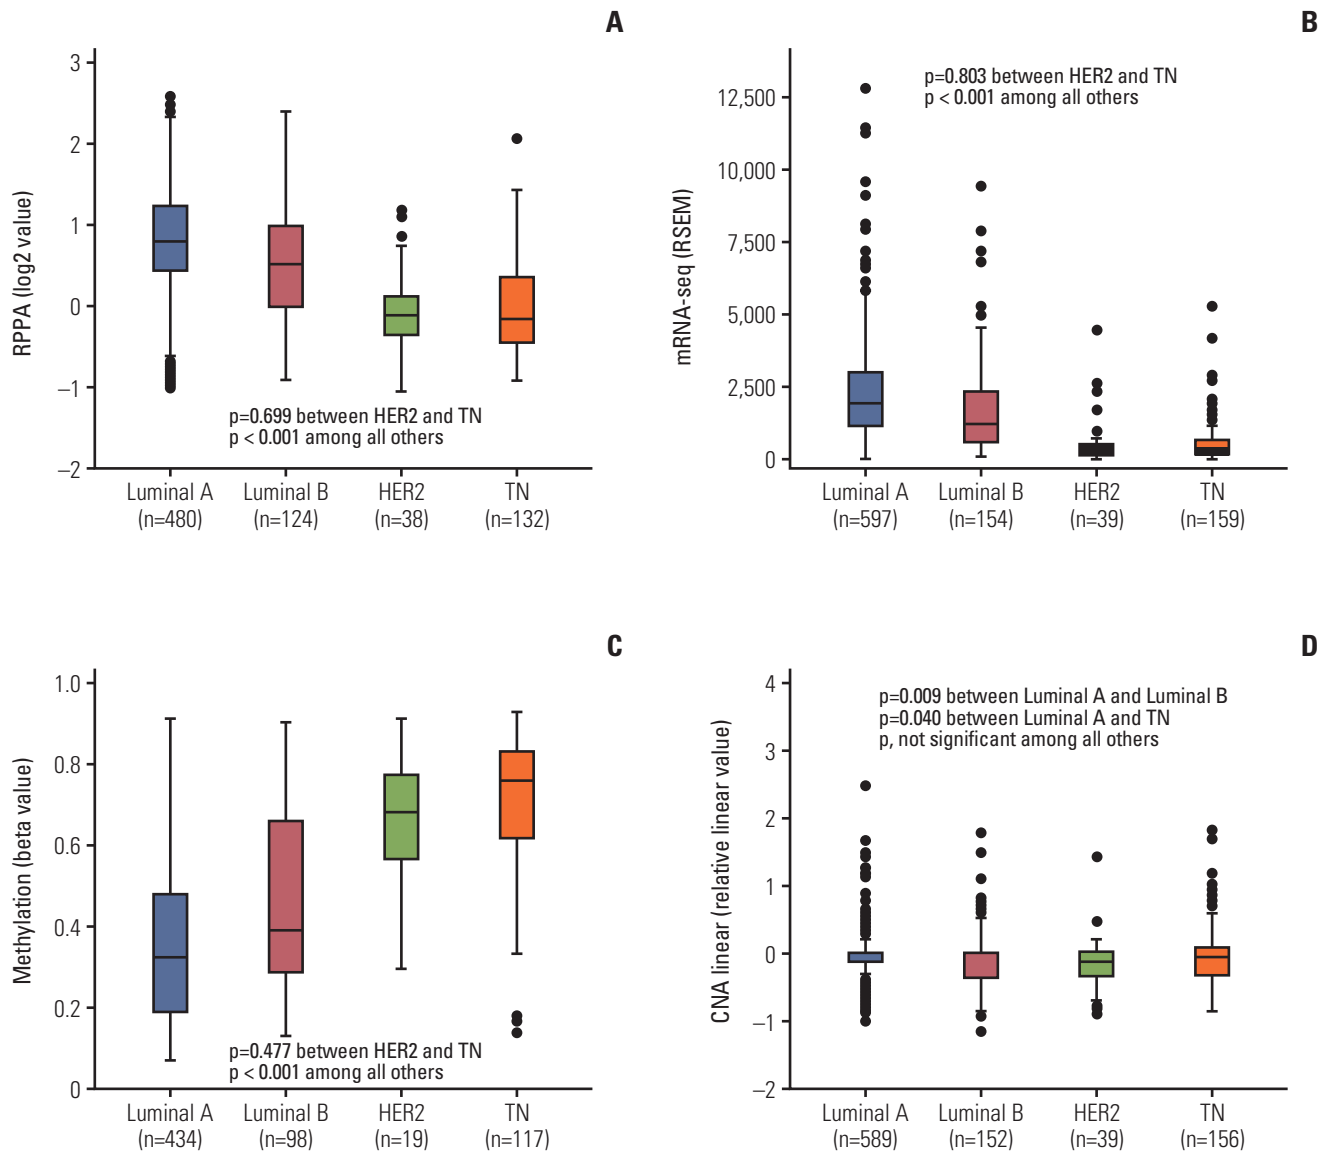 A
RPPA (log2 value)
3
2
1
0
−1
−2
p=0.699 between HER2 and TN
p < 0.001 among all others
Luminal A
(n=480)
Luminal B
(n=124)
HER2
(n=38)
TN
(n=132)
B
mRNA-seq (RSEM)
12,500
10,000
7,500
5,000
2,500
0
p=0.803 between HER2 and TN
p < 0.001 among all others
Luminal A
(n=597)
Luminal B
(n=154)
HER2
(n=39)
TN
(n=159)
C
Methylation (beta value)
1.0
0.8
0.6
0.4
0.2
0
p=0.477 between HER2 and TN
p < 0.001 among all others
Luminal A
(n=434)
Luminal B
(n=98)
HER2
(n=19)
TN
(n=117)
D
CNA linear (relative linear value)
4
3
2
1
0
−1
−2
p=0.009 between Luminal A and Luminal B
p=0.040 between Luminal A and TN
p, not significant among all others
Luminal A
(n=589)
Luminal B
(n=152)
HER2
(n=39)
TN
(n=156)